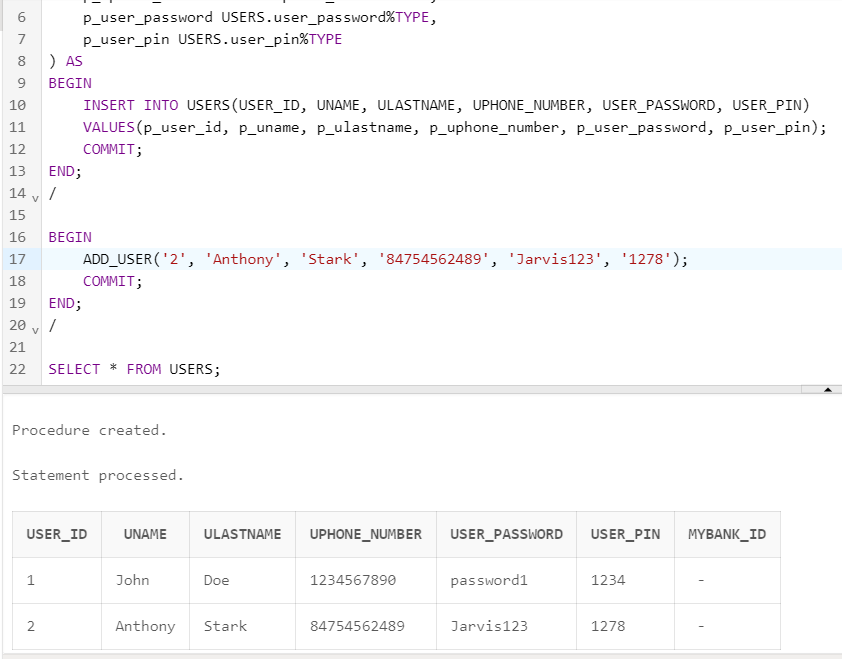 6 p_user_password USERS.user_password%TYPE,
7 p_user_pin USERS.user_pin%TYPE
8 ) AS
9 BEGIN
10 INSERT INTO USERS(USER_ID, UNAME, ULASTNAME, UPHONE_NUMBER, USER_PASSWORD, USER_PIN)
11 VALUES(p_user_id, p_uname, p_ulastname, p_uphone_number, p_user_password, p_user_pin);
12 COMMIT;
13 END;
14 /
15
16 BEGIN
17 ADD_USER('2', 'Anthony', 'Stark', '84754562489', 'Jarvis123', '1278');
18 COMMIT;
19 END;
20 /
21
22 SELECT * FROM USERS;
Procedure created.
Statement processed.
USER_ID UNAME ULASTNAME UPHONE_NUMBER USER_PASSWORD USER_PIN MYBANK_ID
1 John Doe 1234567890 password1 1234 -
2 Anthony Stark 84754562489 Jarvis123 1278 -